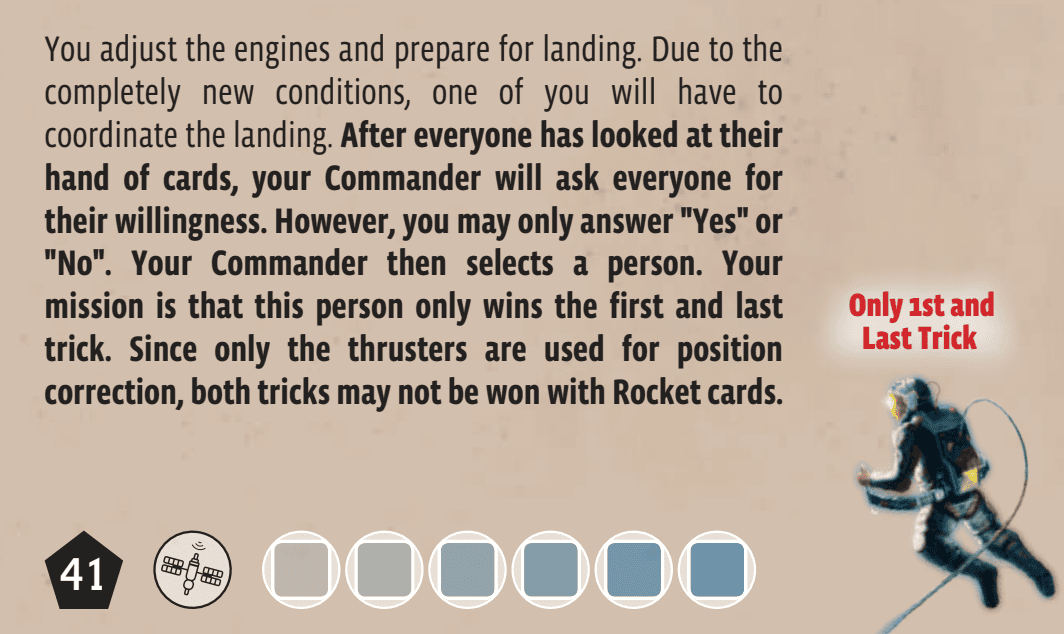 You adjust the engines and prepare for landing. Due to the
completely new conditions, one of you will have to
coordinate the landing. After everyone has looked at their
hand of cards, your Commander will ask everyone for
their willingness. However, you may only answer "Yes" or
"No". Your Commander then selects a person. Your
mission is that this person only wins the first and last
trick. Since only the thrusters are used for position
correction, both tricks may not be won with Rocket cards.
Only 1st and
Last Trick
41